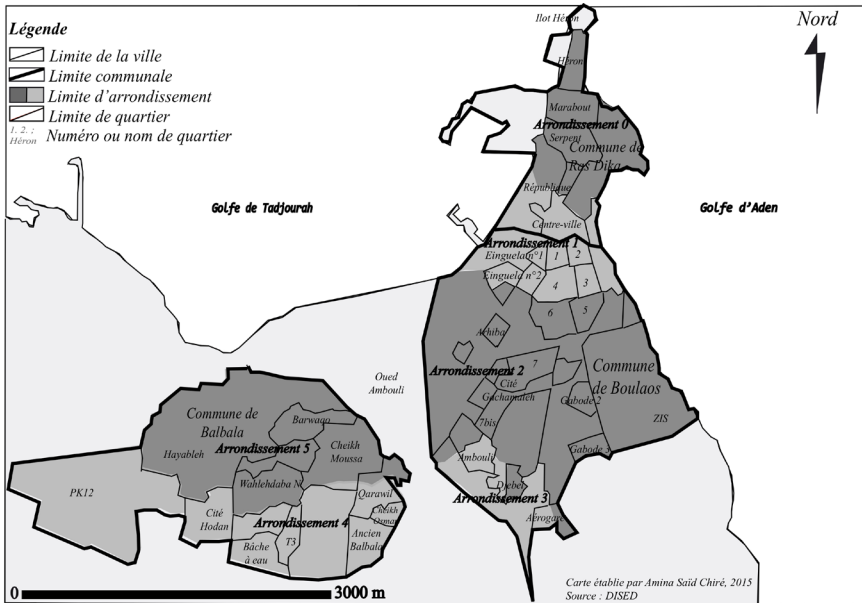 Légende
Limite de la ville
Limite communale
Limite d'arrondissement
Limite de quartier
1. 2. ;
Héron
Numéro ou nom de quartier
Nord
Ilot Héron
Héron
Marabout
Arrondissement 0
Serpent
Commune de
Ras Dika
République
Centre-ville
Golfe de Tadjourah
Golfe d'Aden
Arrondissement 1
Einguela n°1
1
2
Einguela n°2
4
3
6
5
Arhiba
7
Arrondissement 2
Cité
Gachamaleh
Commune
de Boulaos
Gabode 2
ZIS
7bis
Gabode 5
Ambouli
Djebel
Arrondissement 3
Aérogare
Oued
Ambouli
Commune de
Balbala
Barwaqo
Hayableh
Arrondissement 5
Cheikh
Moussa
PK12
Wahlehdaba N
Qarawil
Cité
Hodan
Arrondissement 4
Cheikh
Osman
T3
Ancien
Balbala
Bâche
à eau
0
3000 m
Carte établie par Amina Saïd Chiré, 2015
Source : DISED